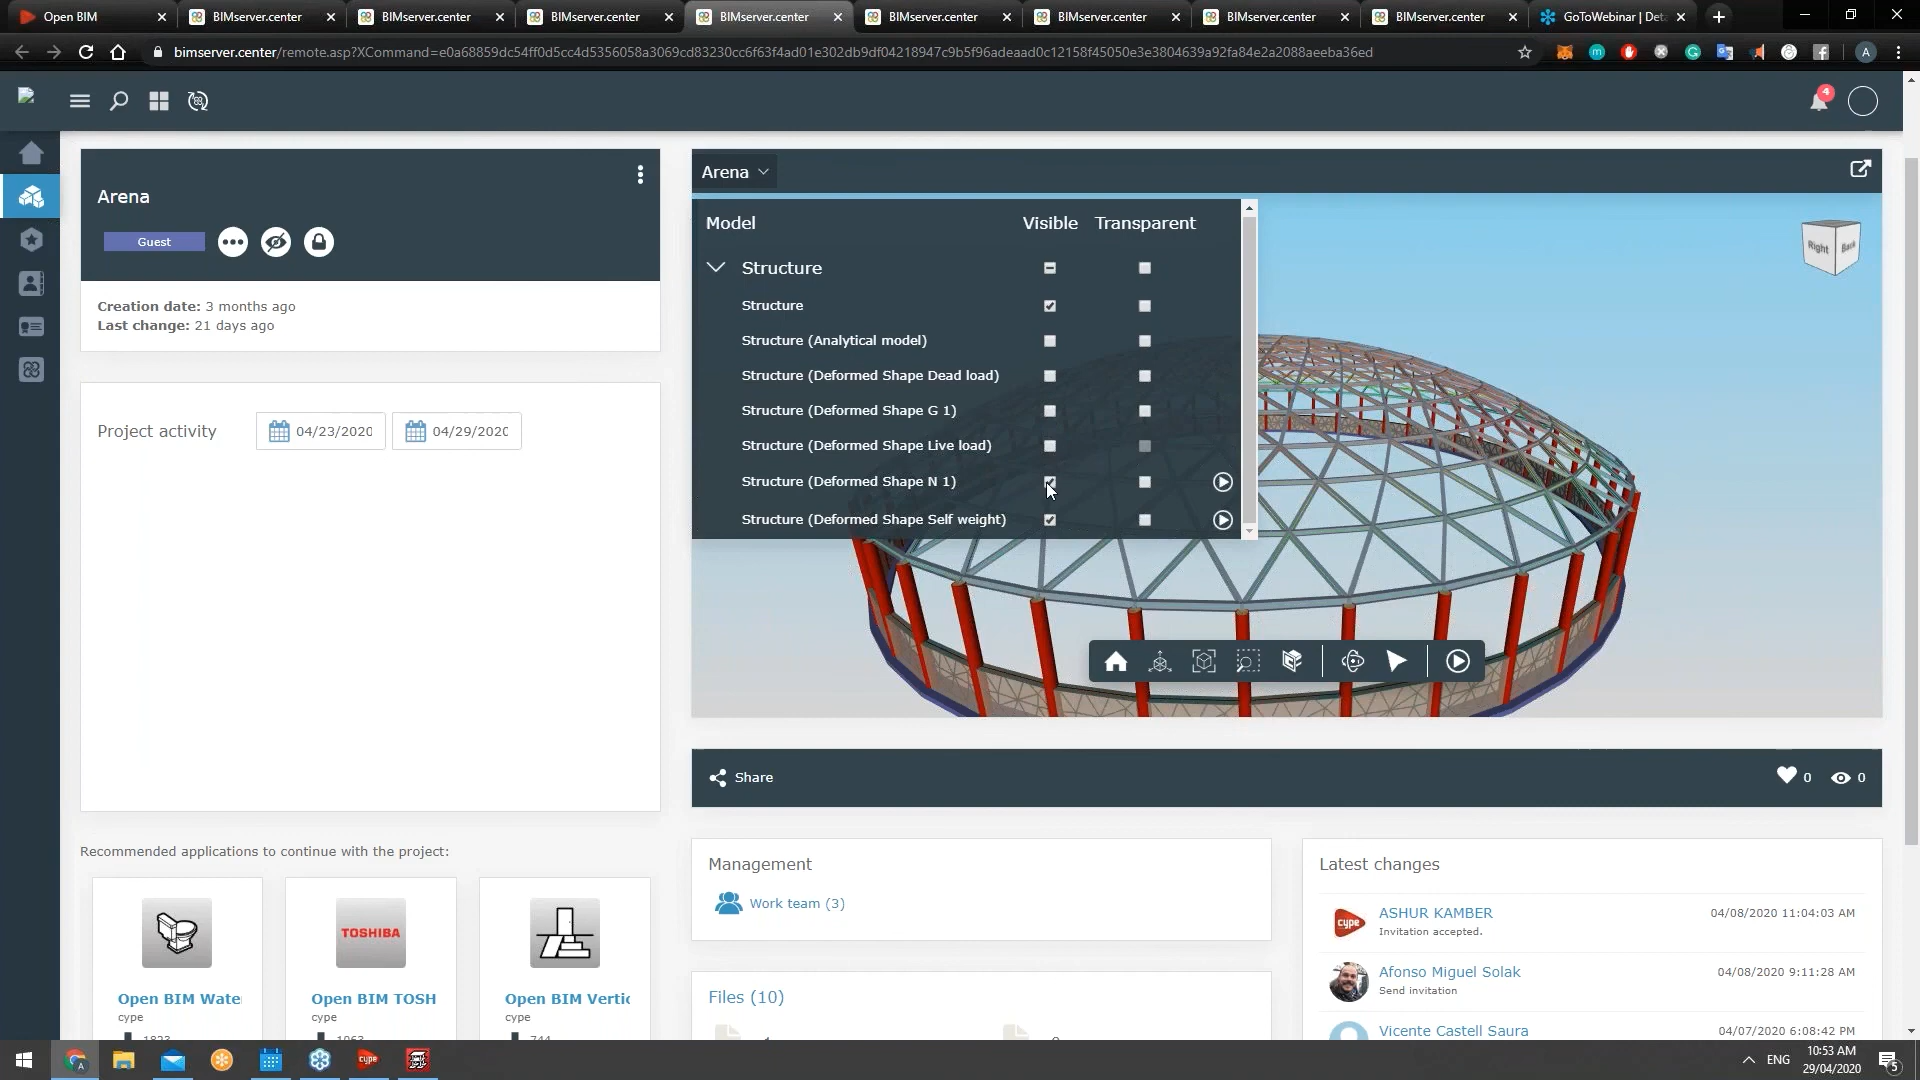 Open BIM
BIMserver.center
BIMserver.center
BIMserver.center
BIMserver.center
BIMserver.center
BIMserver.center
BIMserver.center
BIMserver.center
GoToWebinar | Det
bimserver.center/remote.asp?XCommand=e0a68859dc54ff0d5cc4d5356058a3069cd83230cc6f63f4ad01e302db9df04218947c9b5f96adeaad0c12158f45050e3e3804639a92fa84e2a2088aeeba36ed
A
4
Arena
Guest
Creation date: 3 months ago
Last change: 21 days ago
Project activity
04/23/2020
04/29/2020
Arena
Model Visible Transparent
Structure
Structure
Structure (Analytical model)
Structure (Deformed Shape Dead load)
Structure (Deformed Shape G 1)
Structure (Deformed Shape Live load)
Structure (Deformed Shape N 1)
Structure (Deformed Shape Self weight)
Right
Back
Share
0
0
Recommended applications to continue with the project:
TOSHIBA
Open BIM Wate
cype
Open BIM TOSH
cype
Open BIM Vertic
cype
Management
Work team (3)
Files (10)
Latest changes
cype
ASHUR KAMBER
04/08/2020 11:04:03 AM
Invitation accepted.
Afonso Miguel Solak
04/08/2020 9:11:28 AM
Send invitation
Vicente Castell Saura
04/07/2020 6:08:42 PM
A
cype
ENG
10:53 AM
29/04/2020
5